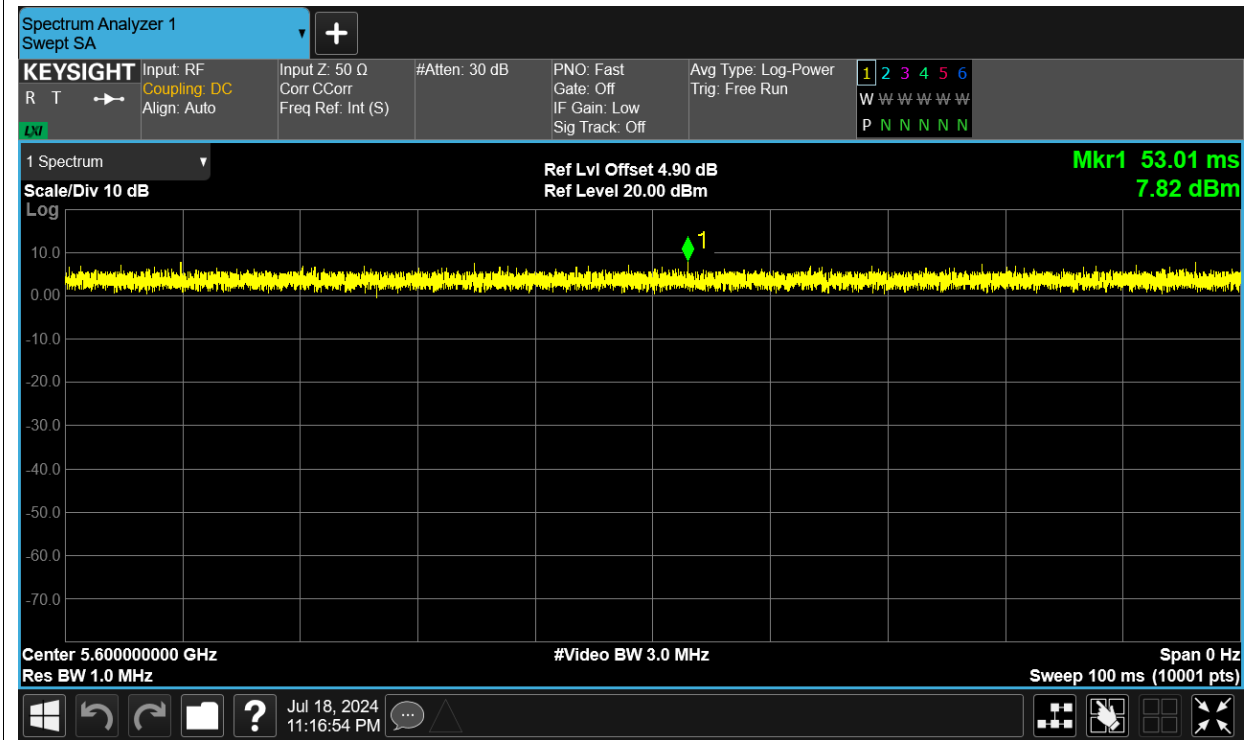 Spectrum Analyzer 1
Swept SA
KEYSIGHT
R T
LXI
Input: RF
Coupling: DC
Align: Auto
Input Z: 50 Ω
Corr CCorr
Freq Ref: Int (S)
#Atten: 30 dB
PNO: Fast
Gate: Off
IF Gain: Low
Sig Track: Off
Avg Type: Log-Power
Trig: Free Run
1 2 3 4 5 6
W W W W W W
P N N N N N
1 Spectrum
Scale/Div 10 dB
Log
Ref Lvl Offset 4.90 dB
Ref Level 20.00 dBm
Mkr1 53.01 ms
7.82 dBm
1
10.0
0.00
-10.0
-20.0
-30.0
-40.0
-50.0
-60.0
-70.0
Center 5.600000000 GHz
Res BW 1.0 MHz
#Video BW 3.0 MHz
Span 0 Hz
Sweep 100 ms (10001 pts)
?
Jul 18, 2024
11:16:54 PM